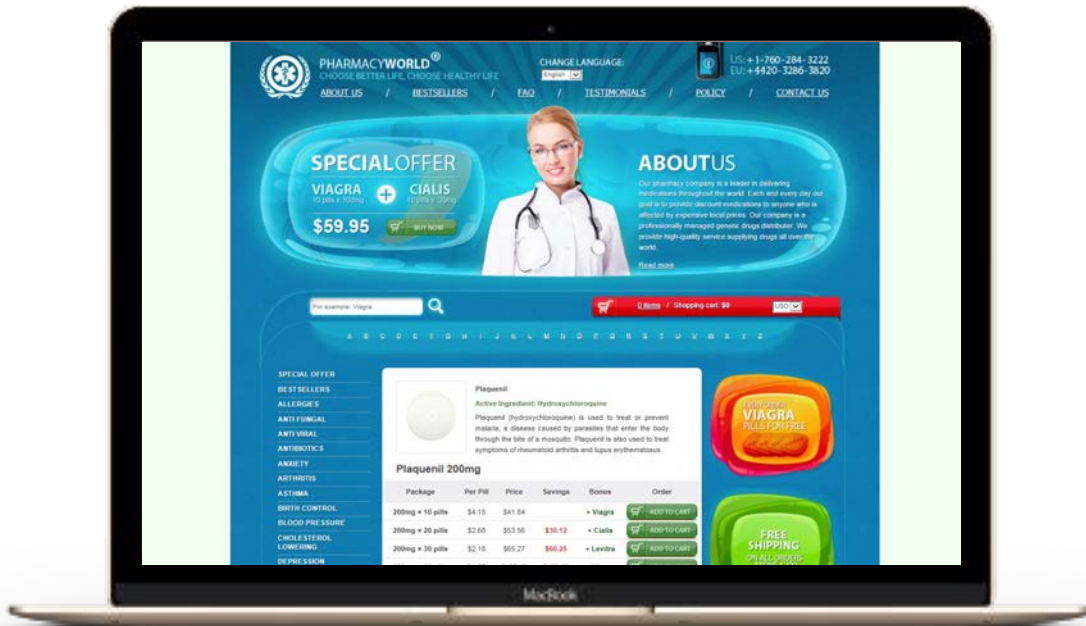 PHARMACYWORLD®
CHOOSE BETTER LIFE, CHOOSE HEALTHY LIFE
CHANGE LANGUAGE:
English
US: +1-760-284-3222
EU: +4420-3286-3820
ABOUT US / BESTSELLERS / FAQ / TESTIMONIALS / POLICY / CONTACT US
SPECIALOFFER
VIAGRA + CIALIS
10 pills x 100mg
$59.95
BUY NOW
ABOUTUS
Our pharmacy company is a leader in delivering
medications throughout the world. Each and every day our
goal is to provide discount medications to anyone who is
affected by expensive local prices. Our company is a
professionally managed generic drugs distributer. We
provide high-quality service supplying drugs all over the
world.
Read more
For example: Viagra
0 items / Shopping cart: $0
USD
A B C D E F G H I J K L M N O P Q R S T U V W X Y Z
SPECIAL OFFER
BESTSELLERS
ALLERGIES
ANTI FUNGAL
ANTI VIRAL
ANTIBIOTICS
ANXIETY
ARTHRITIS
ASTHMA
BIRTH CONTROL
BLOOD PRESSURE
CHOLESTEROL
LOWERING
DEPRESSION
Plaquenil
Active Ingredient: Hydroxychloroquine
Plaquenil (hydroxychloroquine) is used to treat or prevent
malaria, a disease caused by parasites that enter the body
through the bite of a mosquito. Plaquenil is also used to treat
symptoms of rheumatoid arthritis and lupus erythematosus.
Plaquenil 200mg
Package Per Pill Price Savings Bonus Order
200mg × 10 pills $4.18 $41.84 + Viagra ADD TO CART
200mg × 20 pills $2.68 $53.56 $30.12 + Cialis ADD TO CART
200mg × 30 pills $2.18 $65.27 $60.25 + Levitra ADD TO CART
EVERY ORDER
VIAGRA
PILLS FOR FREE
FREE
SHIPPING
ON ALL ORDERS
MacBook